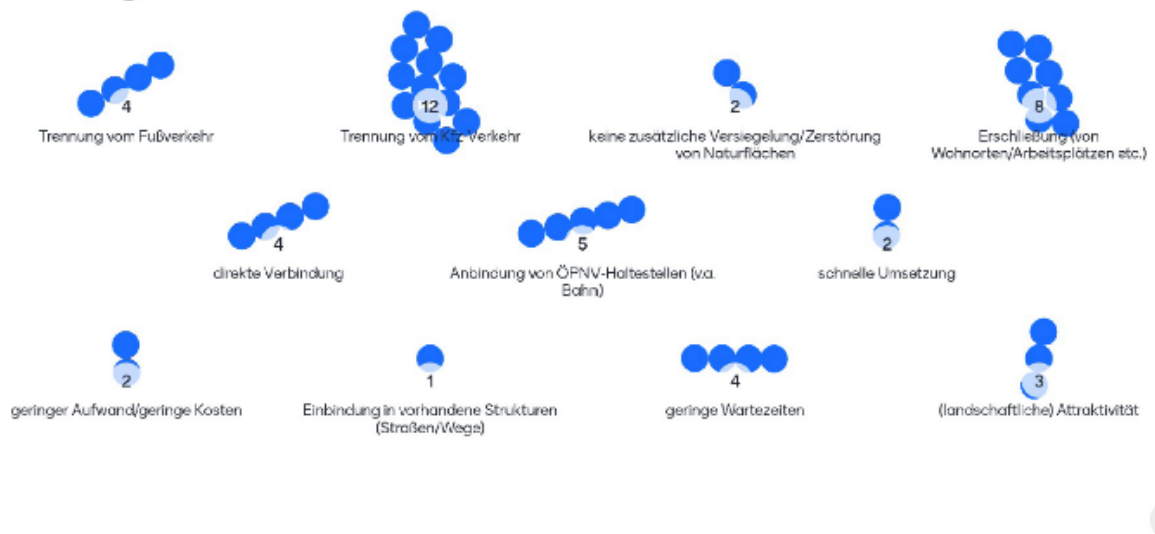 4
Trennung vom Fußverkehr
12
Trennung vom Kfz-Verkehr
2
keine zusätzliche Versiegelung/Zerstörung
von Naturflächen
8
Erschließung (von
Wohnorten/Arbeitsplätzen etc.)
4
direkte Verbindung
5
Anbindung von ÖPNV-Haltestellen (v.a.
Bahn)
2
schnelle Umsetzung
2
geringer Aufwand/geringe Kosten
1
Einbindung in vorhandene Strukturen
(Straßen/Wege)
4
geringe Wartezeiten
3
(landschaftliche) Attraktivität